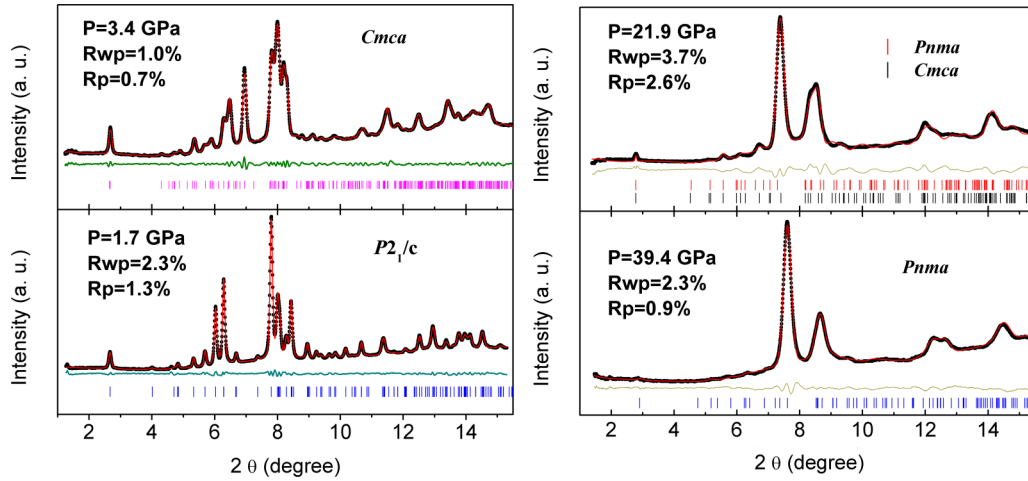 P=3.4 GPa
Rwp=1.0%
Rp=0.7%
Cmca
Intensity (a. u.)
P=1.7 GPa
Rwp=2.3%
Rp=1.3%
P2₁/c
Intensity (a. u.)
2 4 6 8 10 12 14
2 θ (degree)
P=21.9 GPa
Rwp=3.7%
Rp=2.6%
Pnma
Cmca
Intensity (a. u.)
P=39.4 GPa
Rwp=2.3%
Rp=0.9%
Pnma
Intensity (a. u.)
2 4 6 8 10 12 14
2 θ (degree)